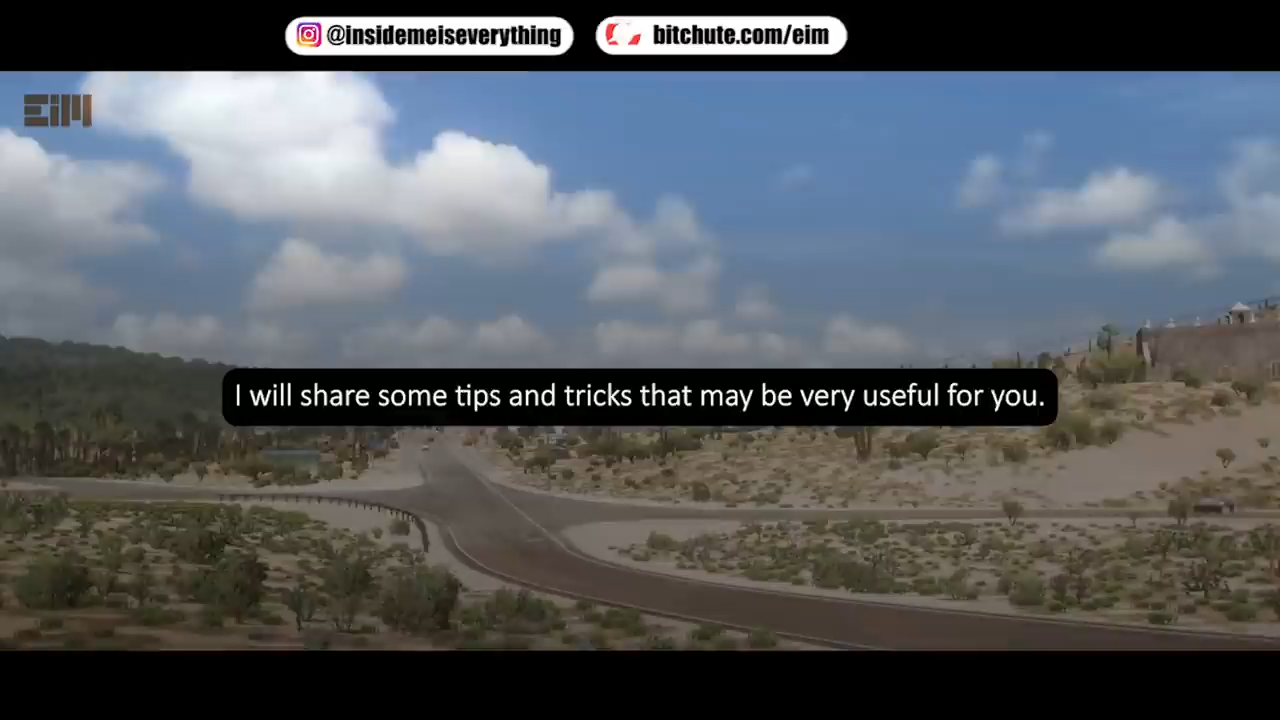 @insidemeiseverything
bitchute.com/eim
EiM
I will share some tips and tricks that may be very useful for you.